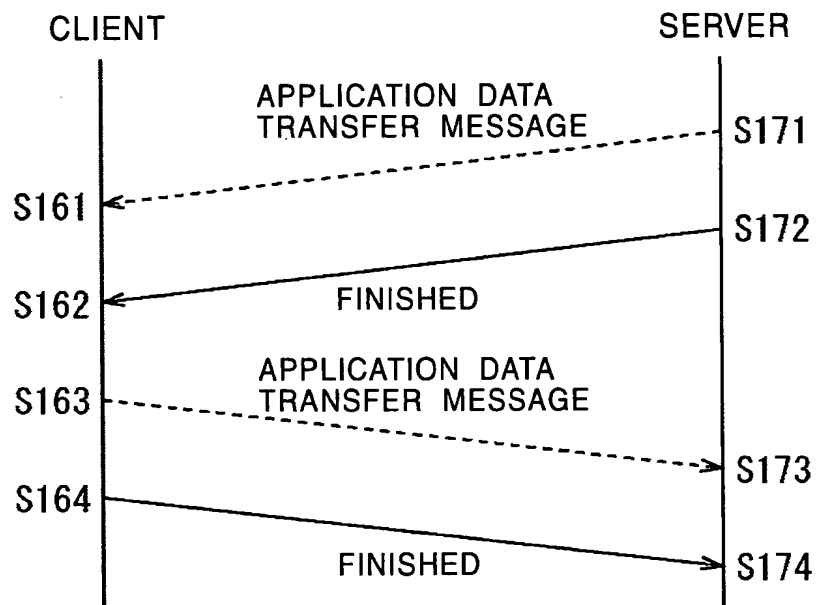 CLIENT
SERVER
APPLICATION DATA
TRANSFER MESSAGE
S171
S161
S172
FINISHED
S162
APPLICATION DATA
TRANSFER MESSAGE
S163
S173
S164
FINISHED
S174